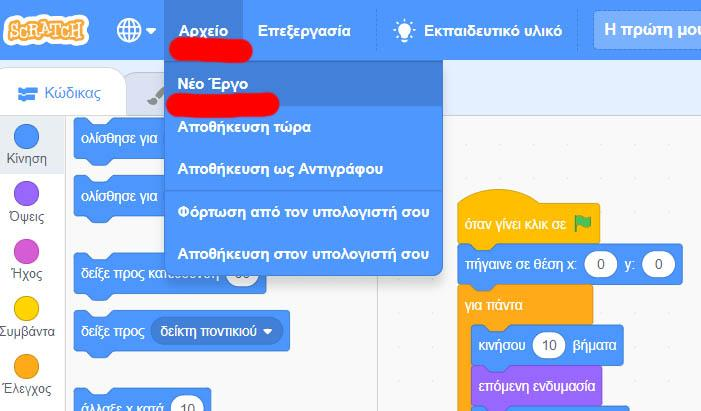 SCRATCH Αρχείο Επεξεργασία Εκπαιδευτικό υλικό Η πρώτη μου
Κώδικας
Νέο Έργο
Αποθήκευση τώρα
Αποθήκευση ως Αντιγράφου
Φόρτωση από τον υπολογιστή σου
Αποθήκευση στον υπολογιστή σου
Κίνηση
Όψεις
Ήχος
Συμβάντα
Έλεγχος
ολίσθησε για
ολίσθησε για
δείξε προς
δείξε προς δείκτη ποντικιού
άλλαξε x κατά 10
όταν γίνει κλικ σε
πήγαινε σε θέση x: 0 y: 0
για πάντα
κινήσου 10 βήματα
επόμενη ενδυμασία